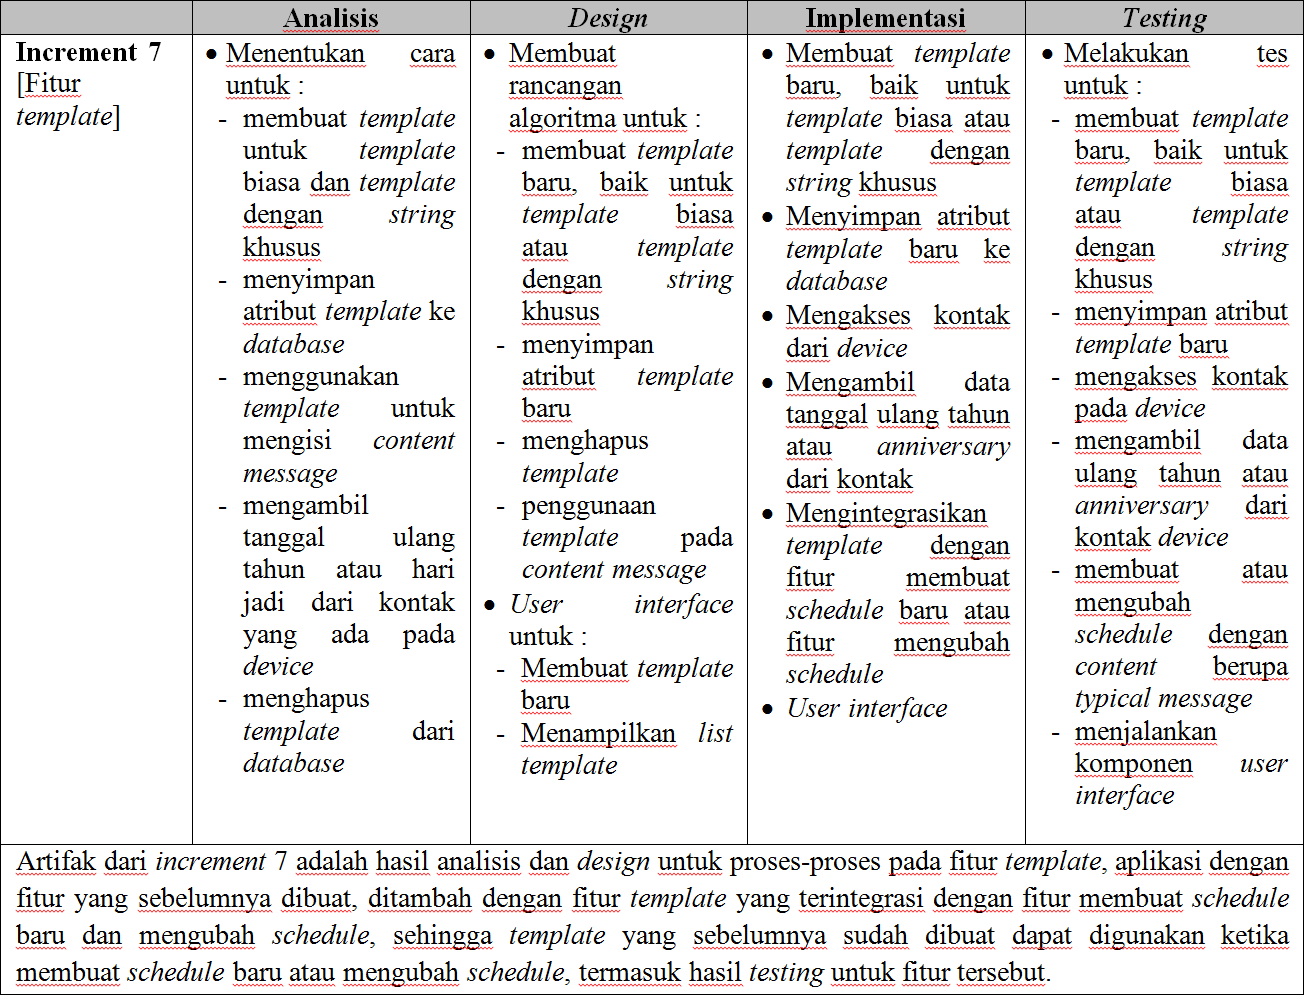 Analisis
Design
Implementasi
Testing
Increment 7
[Fitur
template]
• Menentukan cara
untuk :
- membuat template
untuk template
biasa dan template
dengan string
khusus
- menyimpan
atribut template ke
database
- menggunakan
template untuk
mengisi content
message
- mengambil
tanggal ulang
tahun atau hari
jadi dari kontak
yang ada pada
device
- menghapus
template dari
database
• Membuat
rancangan
algoritma untuk :
- membuat template
baru, baik untuk
template biasa
atau template
dengan string
khusus
- menyimpan
atribut template
baru
- menghapus
template
- penggunaan
template pada
content message
• User interface
untuk :
- Membuat template
baru
- Menampilkan list
template
• Membuat template
baru, baik untuk
template biasa atau
template dengan
string khusus
• Menyimpan atribut
template baru ke
database
• Mengakses kontak
dari device
• Mengambil data
tanggal ulang tahun
atau anniversary
dari kontak
• Mengintegrasikan
template dengan
fitur membuat
schedule baru atau
fitur mengubah
schedule
• User interface
• Melakukan tes
untuk :
- membuat template
baru, baik untuk
template biasa
atau template
dengan string
khusus
- menyimpan atribut
template baru
- mengakses kontak
pada device
- mengambil data
ulang tahun atau
anniversary dari
kontak device
- membuat atau
mengubah
schedule dengan
content berupa
typical message
- menjalankan
komponen user
interface
Artifak dari increment 7 adalah hasil analisis dan design untuk proses-proses pada fitur template, aplikasi dengan
fitur yang sebelumnya dibuat, ditambah dengan fitur template yang terintegrasi dengan fitur membuat schedule
baru dan mengubah schedule, sehingga template yang sebelumnya sudah dibuat dapat digunakan ketika
membuat schedule baru atau mengubah schedule, termasuk hasil testing untuk fitur tersebut.